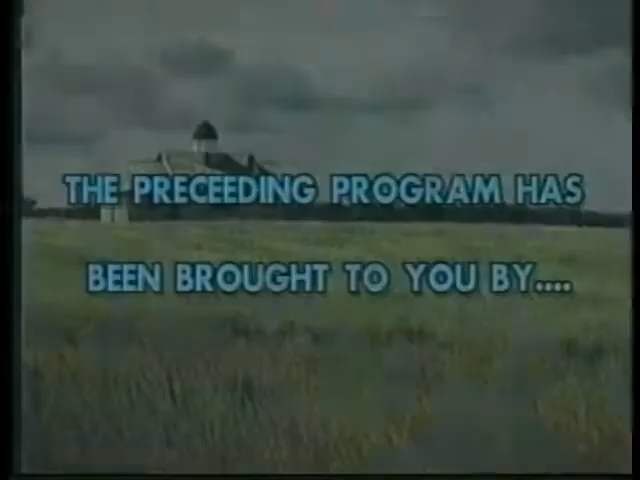 THE PRECEEDING PROGRAM HAS
BEEN BROUGHT TO YOU BY....